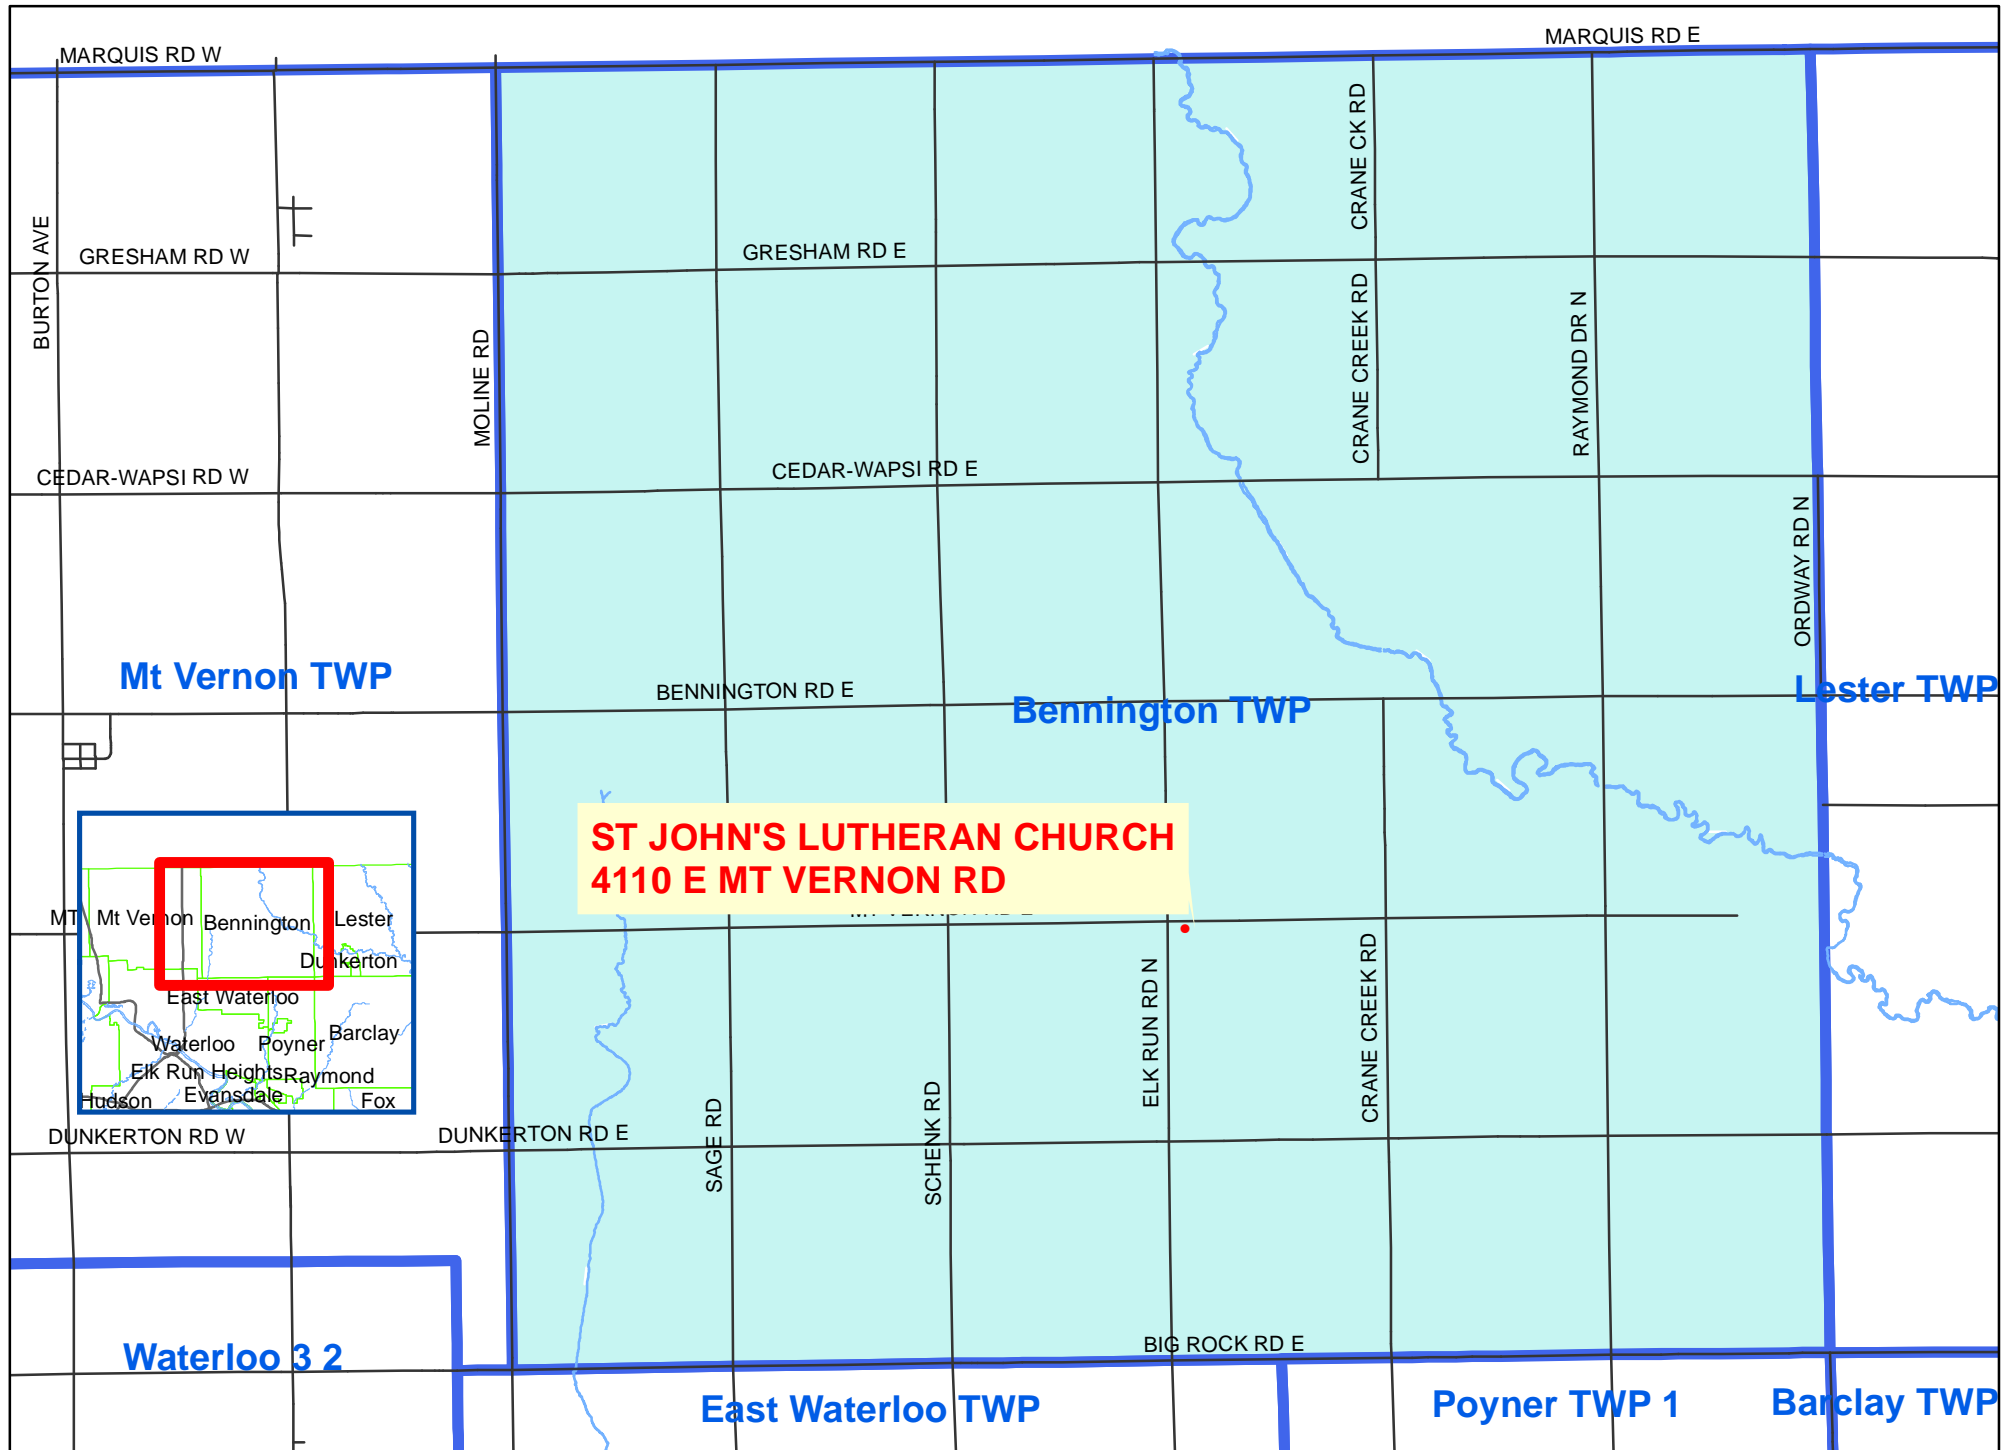 MARQUIS RD W
MARQUIS RD E
BURTON AVE
GRESHAM RD W
GRESHAM RD E
CRANE CK RD
CRANE CREEK RD
RAYMOND DR N
MOLINE RD
CEDAR-WAPSI RD W
CEDAR-WAPSI RD E
ORDWAY RD N
Mt Vernon TWP
BENNINGTON RD E
Bennington TWP
Lester TWP
ST JOHN'S LUTHERAN CHURCH
4110 E MT VERNON RD
MT
Mt Vernon
Bennington
Lester
Dunkerton
East Waterloo
Waterloo
Poyner
Barclay
Elk Run Heights
Raymond
Hudson
Evansdale
Fox
ELK RUN RD N
CRANE CREEK RD
DUNKERTON RD W
DUNKERTON RD E
SAGE RD
SCHENK RD
BIG ROCK RD E
Waterloo 3 2
East Waterloo TWP
Poyner TWP 1
Barclay TWP